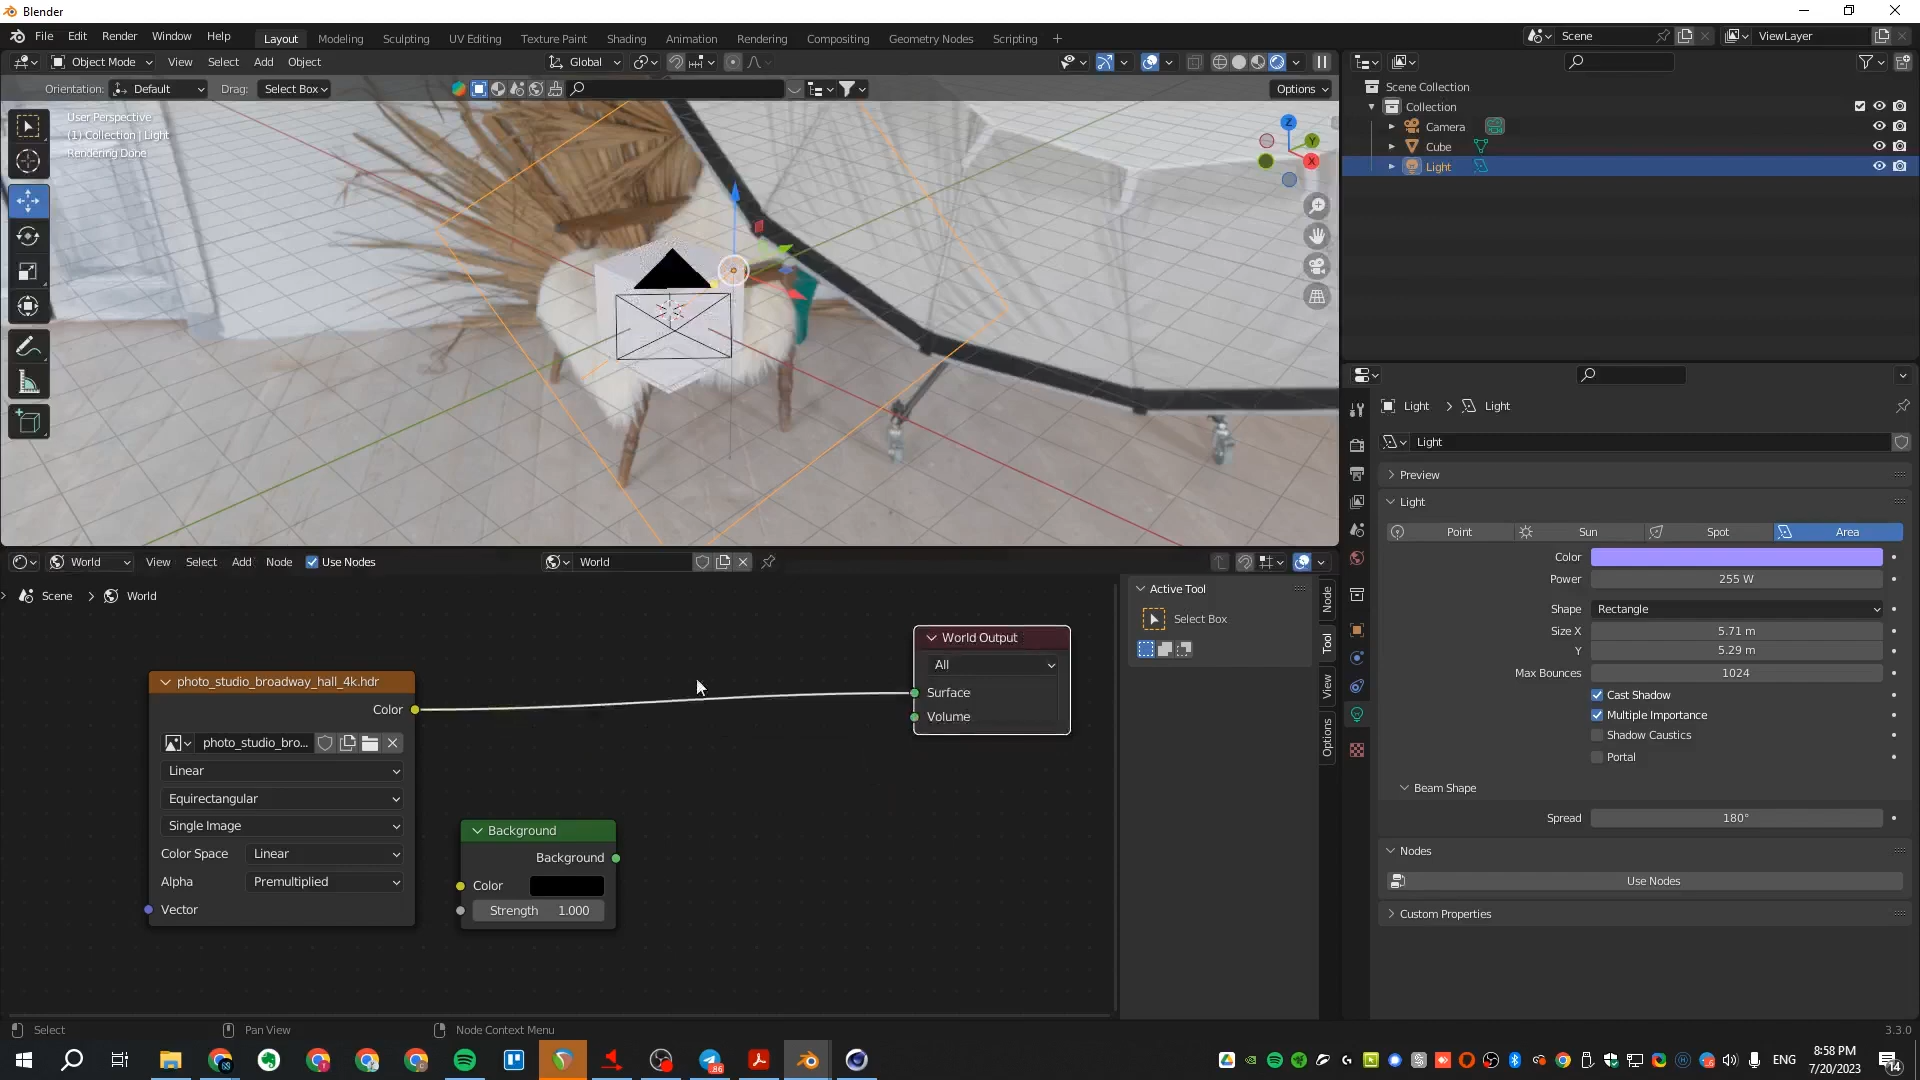 Blender
File Edit Render Window Help
Layout Modeling Sculpting UV Editing Texture Paint Shading Animation Rendering Compositing Geometry Nodes Scripting +
Scene
ViewLayer
Object Mode View Select Add Object
Global
Orientation: Default Drag: Select Box
Options
User Perspective
(1) Collection | Light
Rendering Done
Z
Y
X
Scene Collection
Collection
Camera
Cube
Light
Light > Light
Light
Preview
Light
Point Sun Spot Area
Color
Power 255 W
Shape Rectangle
Size X 5.71 m
Y 5.29 m
Max Bounces 1024
Cast Shadow
Multiple Importance
Shadow Caustics
Portal
Beam Shape
Spread 180°
Nodes
Use Nodes
Custom Properties
World View Select Add Node Use Nodes
World
Scene > World
Active Tool
Select Box
Node
Tool
View
Options
photo_studio_broadway_hall_4k.hdr
Color
photo_studio_bro...
Linear
Equirectangular
Single Image
Color Space Linear
Alpha Premultiplied
Vector
Background
Background
Color
Strength 1.000
World Output
All
Surface
Volume
Select
Pan View
Node Context Menu
3.3.0
86
ENG
8:58 PM
7/20/2023
14